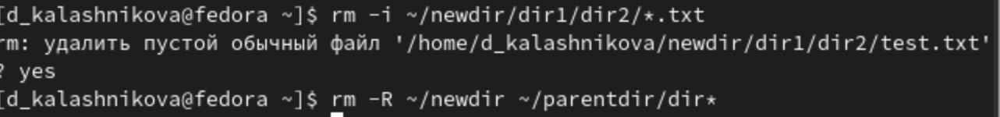 [d_kalashnikova@fedora ~]$ rm -i ~/newdir/dir1/dir2/*.txt
rm: удалить пустой обычный файл '/home/d_kalashnikova/newdir/dir1/dir2/test.txt'
? yes
[d_kalashnikova@fedora ~]$ rm -R ~/newdir ~/parentdir/dir*